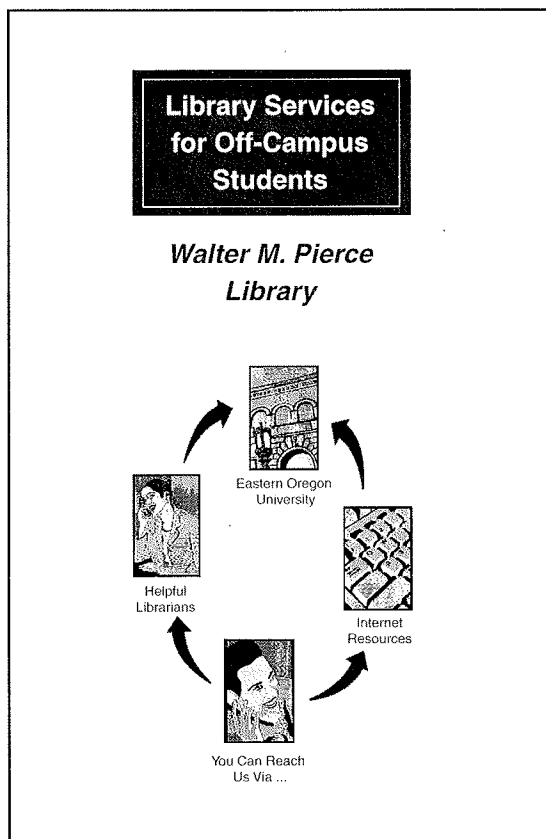 Library Services
for Off-Campus
Students
Walter M. Pierce
Library
Eastern Oregon
University
Helpful
Librarians
Internet
Resources
You Can Reach
Us Via ...